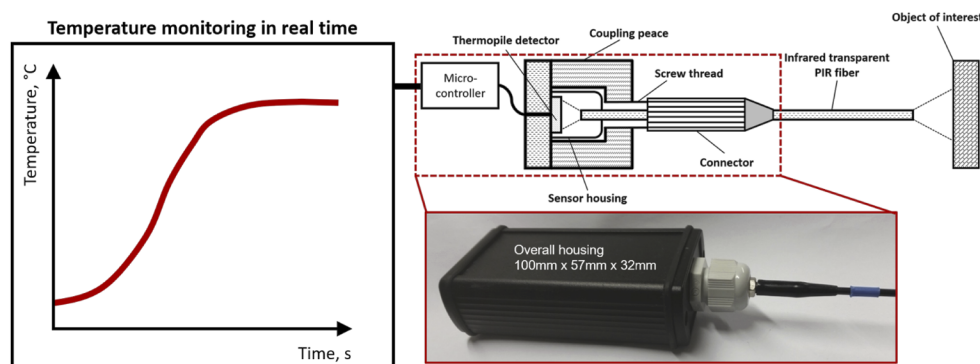 Temperature monitoring in real time
Temperature, °C
Time, s
Micro-
controller
Thermopile detector
Coupling peace
Screw thread
Infrared transparent
PIR fiber
Object of interest
Connector
Sensor housing
Overall housing
100mm x 57mm x 32mm